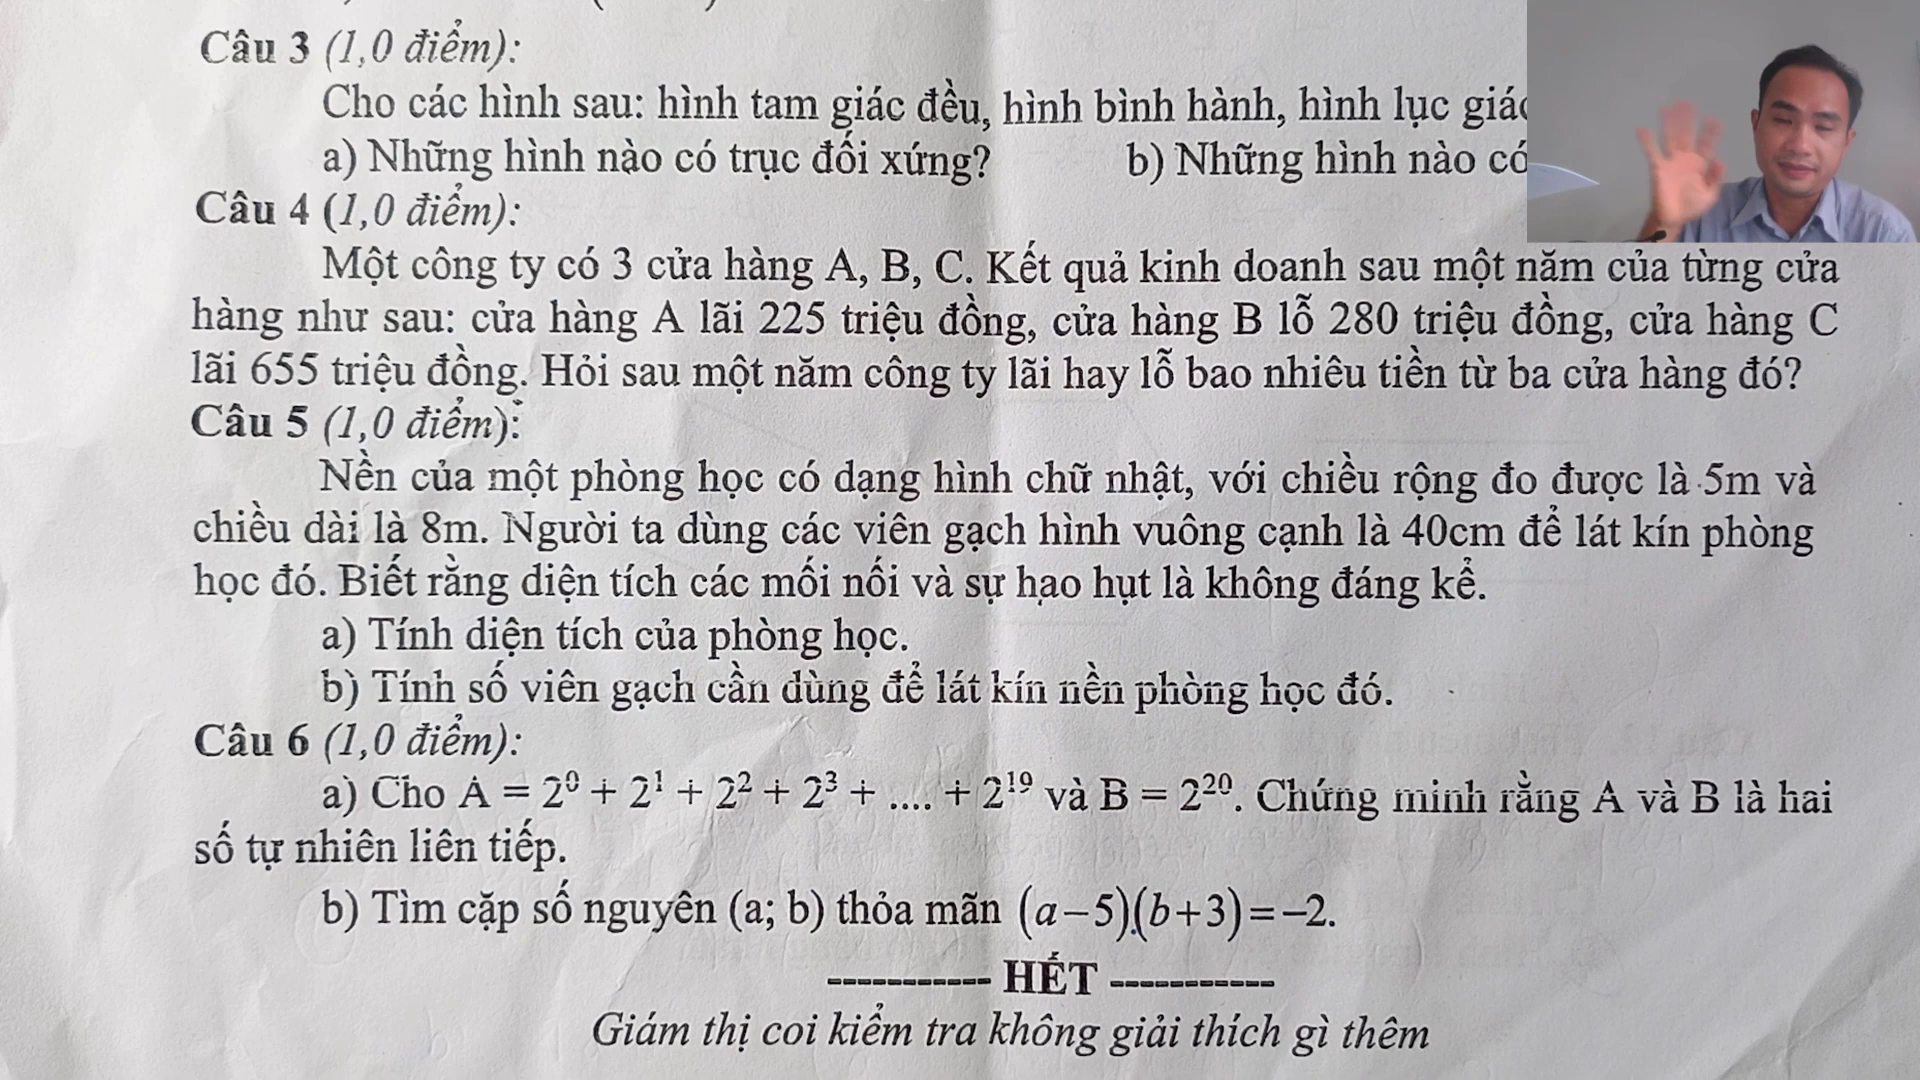 Câu 3 (1,0 điểm):
Cho các hình sau: hình tam giác đều, hình bình hành, hình lục giác
a) Những hình nào có trục đối xứng? b) Những hình nào có
Câu 4 (1,0 điểm):
Một công ty có 3 cửa hàng A, B, C. Kết quả kinh doanh sau một năm của từng cửa
hàng như sau: cửa hàng A lãi 225 triệu đồng, cửa hàng B lỗ 280 triệu đồng, cửa hàng C
lãi 655 triệu đồng. Hỏi sau một năm công ty lãi hay lỗ bao nhiêu tiền từ ba cửa hàng đó?
Câu 5 (1,0 điểm):
Nền của một phòng học có dạng hình chữ nhật, với chiều rộng đo được là 5m và
chiều dài là 8m. Người ta dùng các viên gạch hình vuông cạnh là 40cm để lát kín phòng
học đó. Biết rằng diện tích các mối nối và sự hạo hụt là không đáng kể.
a) Tính diện tích của phòng học.
b) Tính số viên gạch cần dùng để lát kín nền phòng học đó.
Câu 6 (1,0 điểm):
a) Cho A = 2⁰ + 2¹ + 2² + 2³ + .... + 2¹⁹ và B = 2²⁰. Chứng minh rằng A và B là hai
số tự nhiên liên tiếp.
b) Tìm cặp số nguyên (a; b) thỏa mãn (a−5)(b+3)=−2.
----------- HẾT -----------
Giám thị coi kiểm tra không giải thích gì thêm